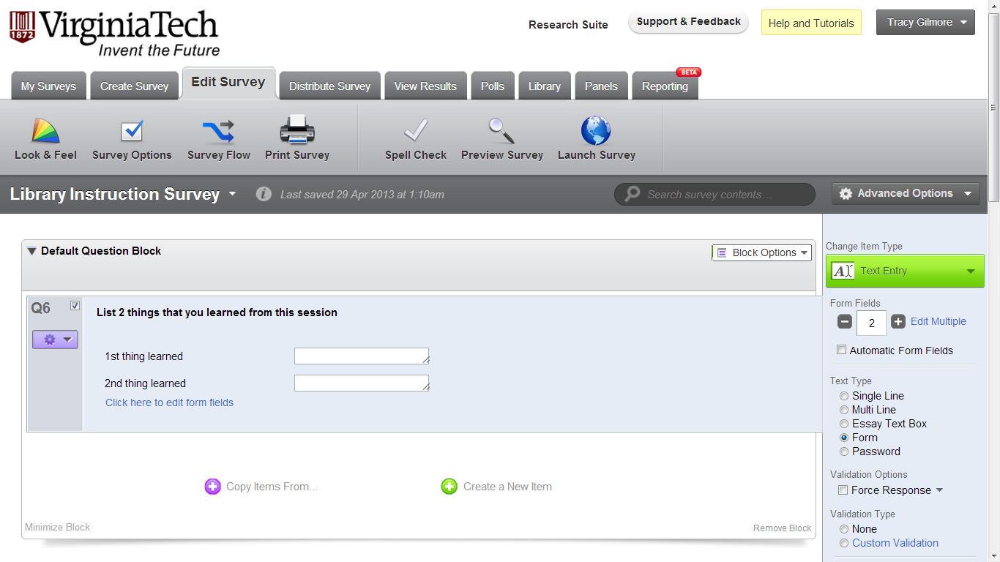 1872 VirginiaTech
Invent the Future
Research Suite
Support & Feedback
Help and Tutorials
Tracy Gilmore
My Surveys
Create Survey
Edit Survey
Distribute Survey
View Results
Polls
Library
Panels
Reporting
BETA
Look & Feel
Survey Options
Survey Flow
Print Survey
Spell Check
Preview Survey
Launch Survey
Library Instruction Survey
i
Last saved 29 Apr 2013 at 1:10am
Search survey contents...
Advanced Options
Default Question Block
Block Options
Q6
List 2 things that you learned from this session
1st thing learned
2nd thing learned
Click here to edit form fields
Copy Items From...
Create a New Item
Minimize Block
Remove Block
Change Item Type
A Text Entry
Form Fields
2
Edit Multiple
Automatic Form Fields
Text Type
Single Line
Multi Line
Essay Text Box
Form
Password
Validation Options
Force Response
Validation Type
None
Custom Validation